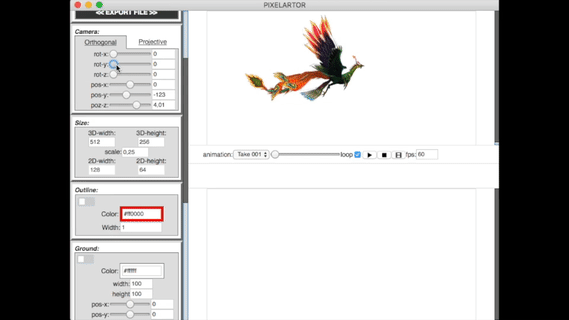 PIXELARTOR
<< EXPORT FILE >>
Camera:
Orthogonal Projective
rot-x: 0
rot-y: 0
rot-z: 0
pos-x: 0
pos-y: -123
poz-z: 4,01
Size:
3D-width: 3D-height:
512 256
scale: 0,25
2D-width: 2D-height:
128 64
animation: Take 001 loop fps: 60
Outline:
Color: #ff0000
Width: 1
Ground:
Color: #ffffff
width: 100
height 100
pos-x: 0
pos-y: 0